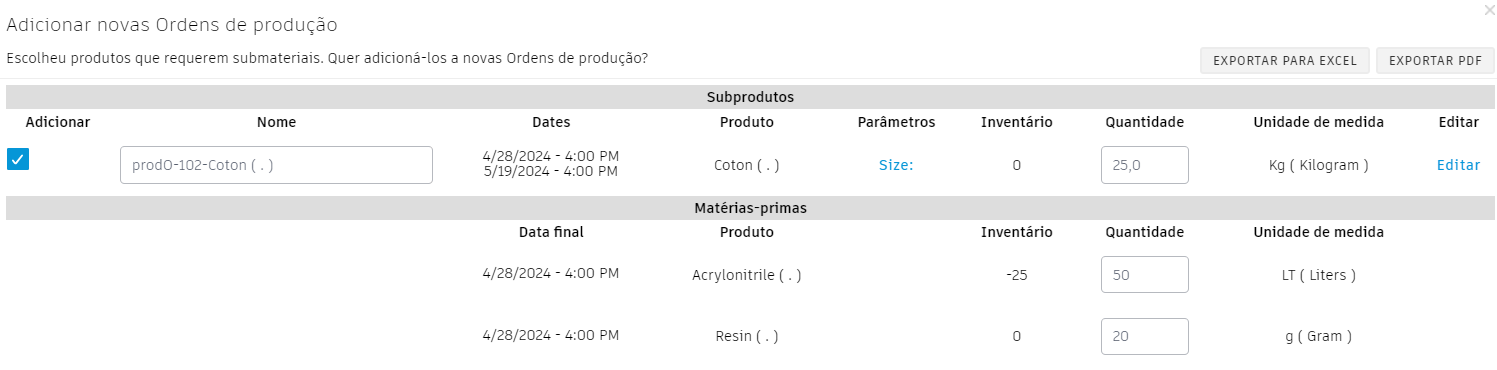 Adicionar novas Ordens de produção
Escolheu produtos que requerem submateriais. Quer adicioná-los a novas Ordens de produção?
EXPORTAR PARA EXCEL EXPORTAR PDF
Subprodutos
Adicionar Nome Dates Produto Parâmetros Inventário Quantidade Unidade de medida Editar
prodO-102-Coton ( . ) 4/28/2024 - 4:00 PM Coton ( . ) Size: 0 25,0 Kg ( Kilogram ) Editar
5/19/2024 - 4:00 PM
Matérias-primas
Data final Produto Inventário Quantidade Unidade de medida
4/28/2024 - 4:00 PM Acrylonitrile ( . ) -25 50 LT ( Liters )
4/28/2024 - 4:00 PM Resin ( . ) 0 20 g ( Gram )